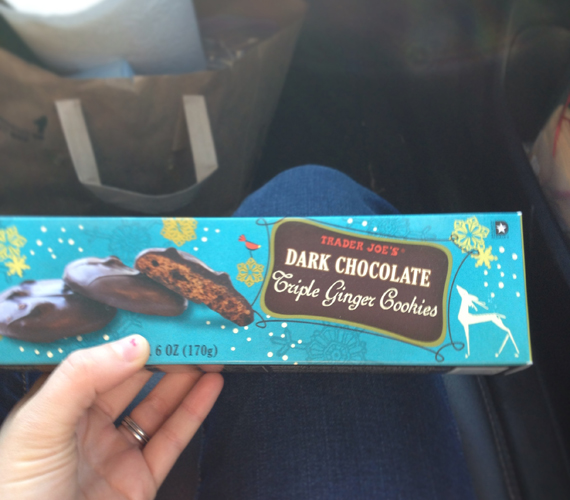 TRADER JOE'S
DARK CHOCOLATE
Triple Ginger Cookies
6 OZ (170g)